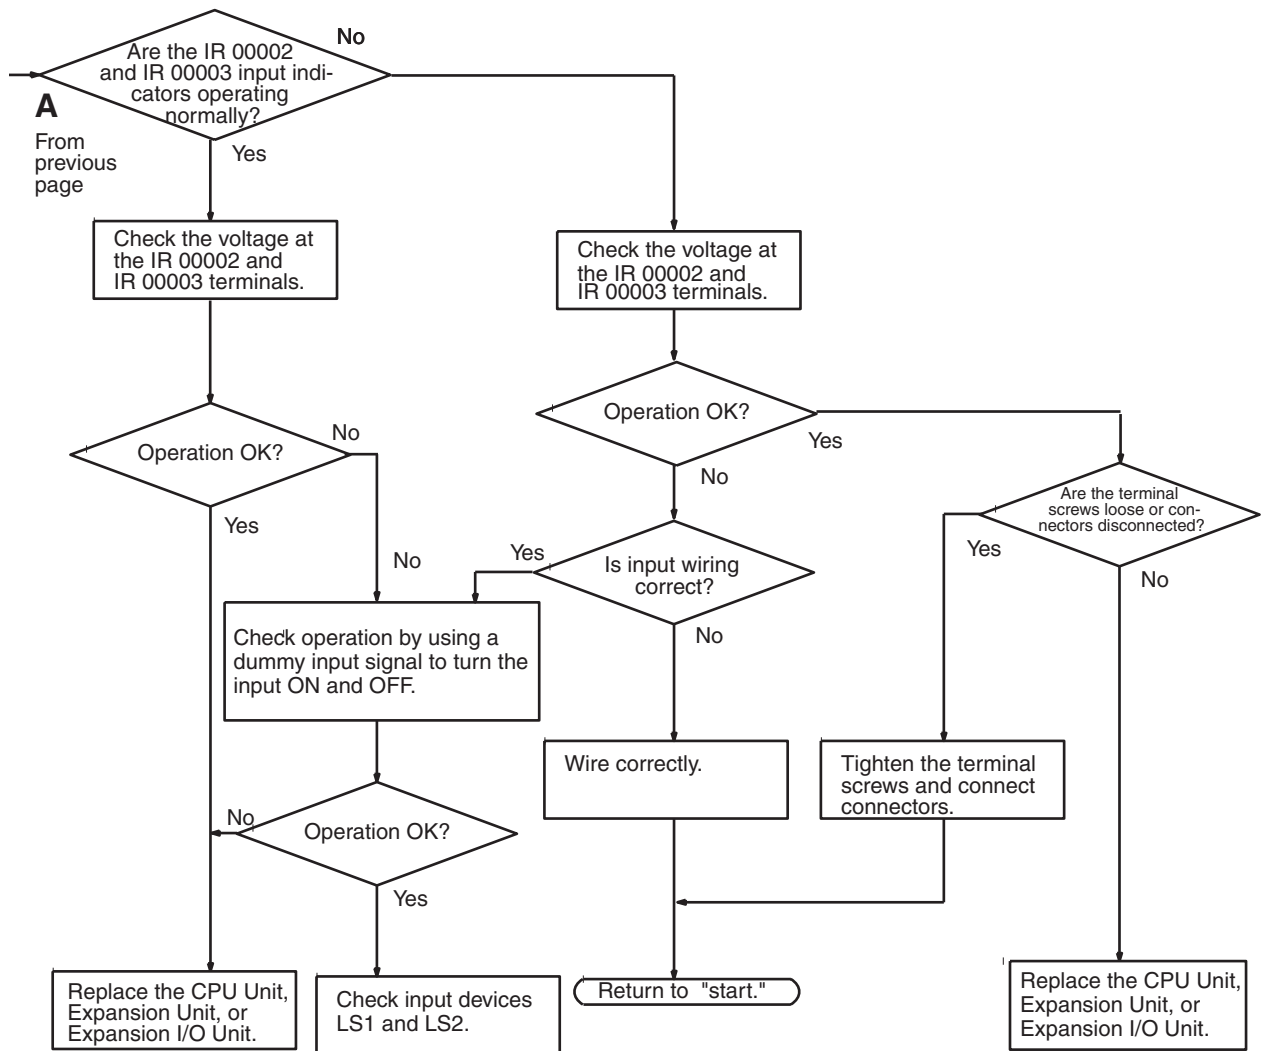 No
Are the IR 00002
and IR 00003 input indi-
cators operating
normally?
A
From
previous
page
Yes
Check the voltage at
the IR 00002 and
IR 00003 terminals.
Check the voltage at
the IR 00002 and
IR 00003 terminals.
Operation OK?
No
Yes
Operation OK?
Yes
No
Are the terminal
screws loose or con-
nectors disconnected?
Yes
No
No
Yes
Is input wiring
correct?
No
Check operation by using a
dummy input signal to turn the
input ON and OFF.
Wire correctly.
Tighten the terminal
screws and connect
connectors.
No
Operation OK?
Yes
Replace the CPU Unit,
Expansion Unit, or
Expansion I/O Unit.
Check input devices
LS1 and LS2.
Return to "start."
Replace the CPU Unit,
Expansion Unit, or
Expansion I/O Unit.